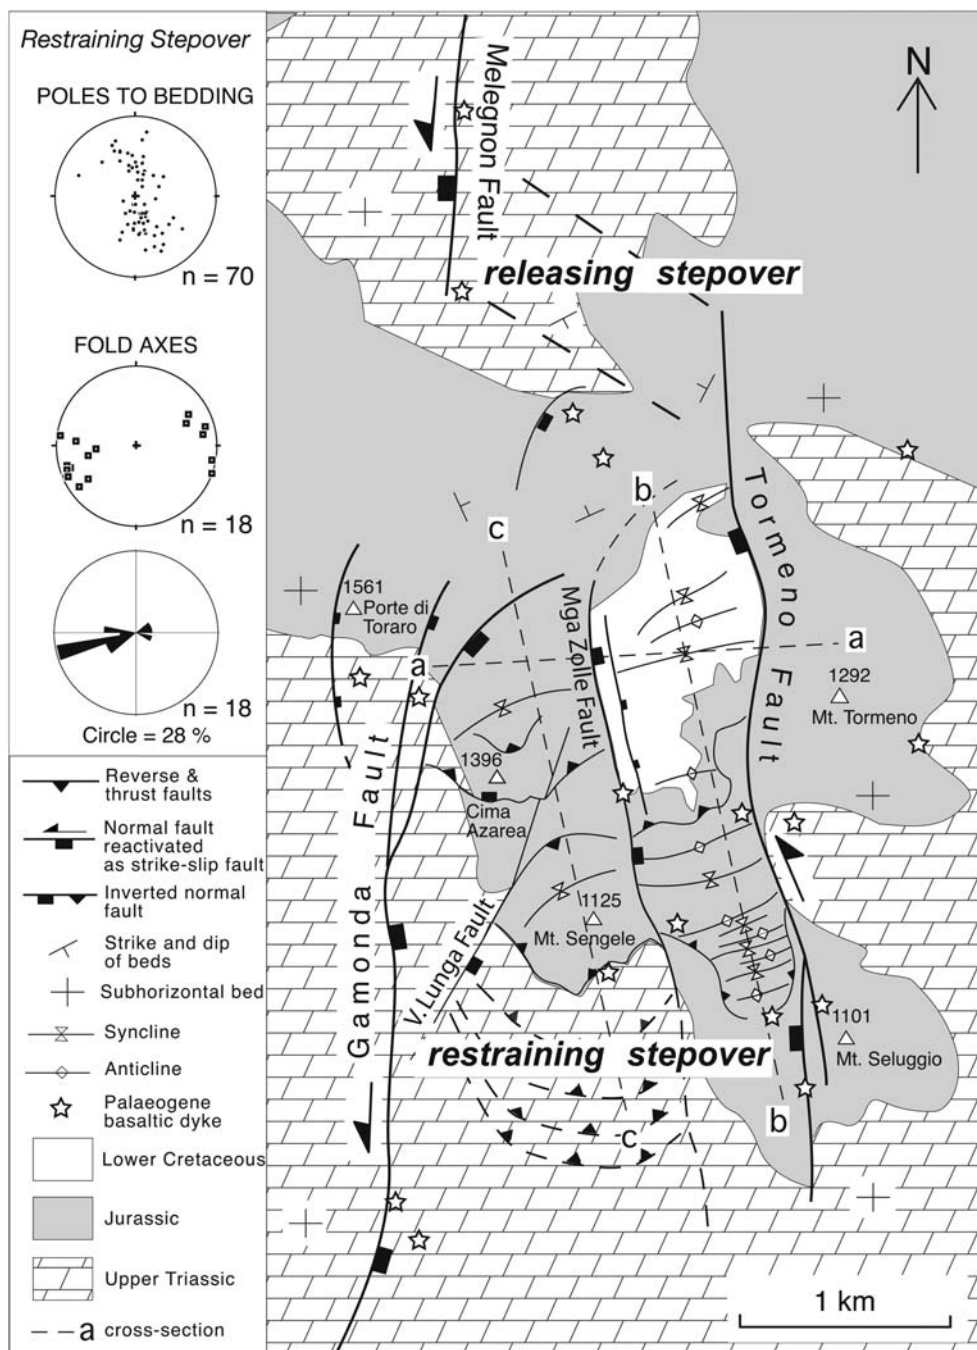 Restraining Stepover
POLES TO BEDDING
n = 70
FOLD AXES
n = 18
n = 18
Circle = 28 %
Reverse &
thrust faults
Normal fault
reactivated
as strike-slip fault
Inverted normal
fault
Strike and dip
of beds
Subhorizontal bed
Syncline
Anticline
Palaeogene
basaltic dyke
Lower Cretaceous
Jurassic
Upper Triassic
a cross-section
N
Melegnon Fault
releasing stepover
Tormeno Fault
b
c
1561
Porte di
Toraro
Mga Zolle Fault
a
a
1292
Mt. Tormeno
1396
Cima
Azarea
Gamonda Fault
V. Lunga Fault
1125
Mt. Sengele
restraining stepover
1101
Mt. Seluggio
b
c
1 km